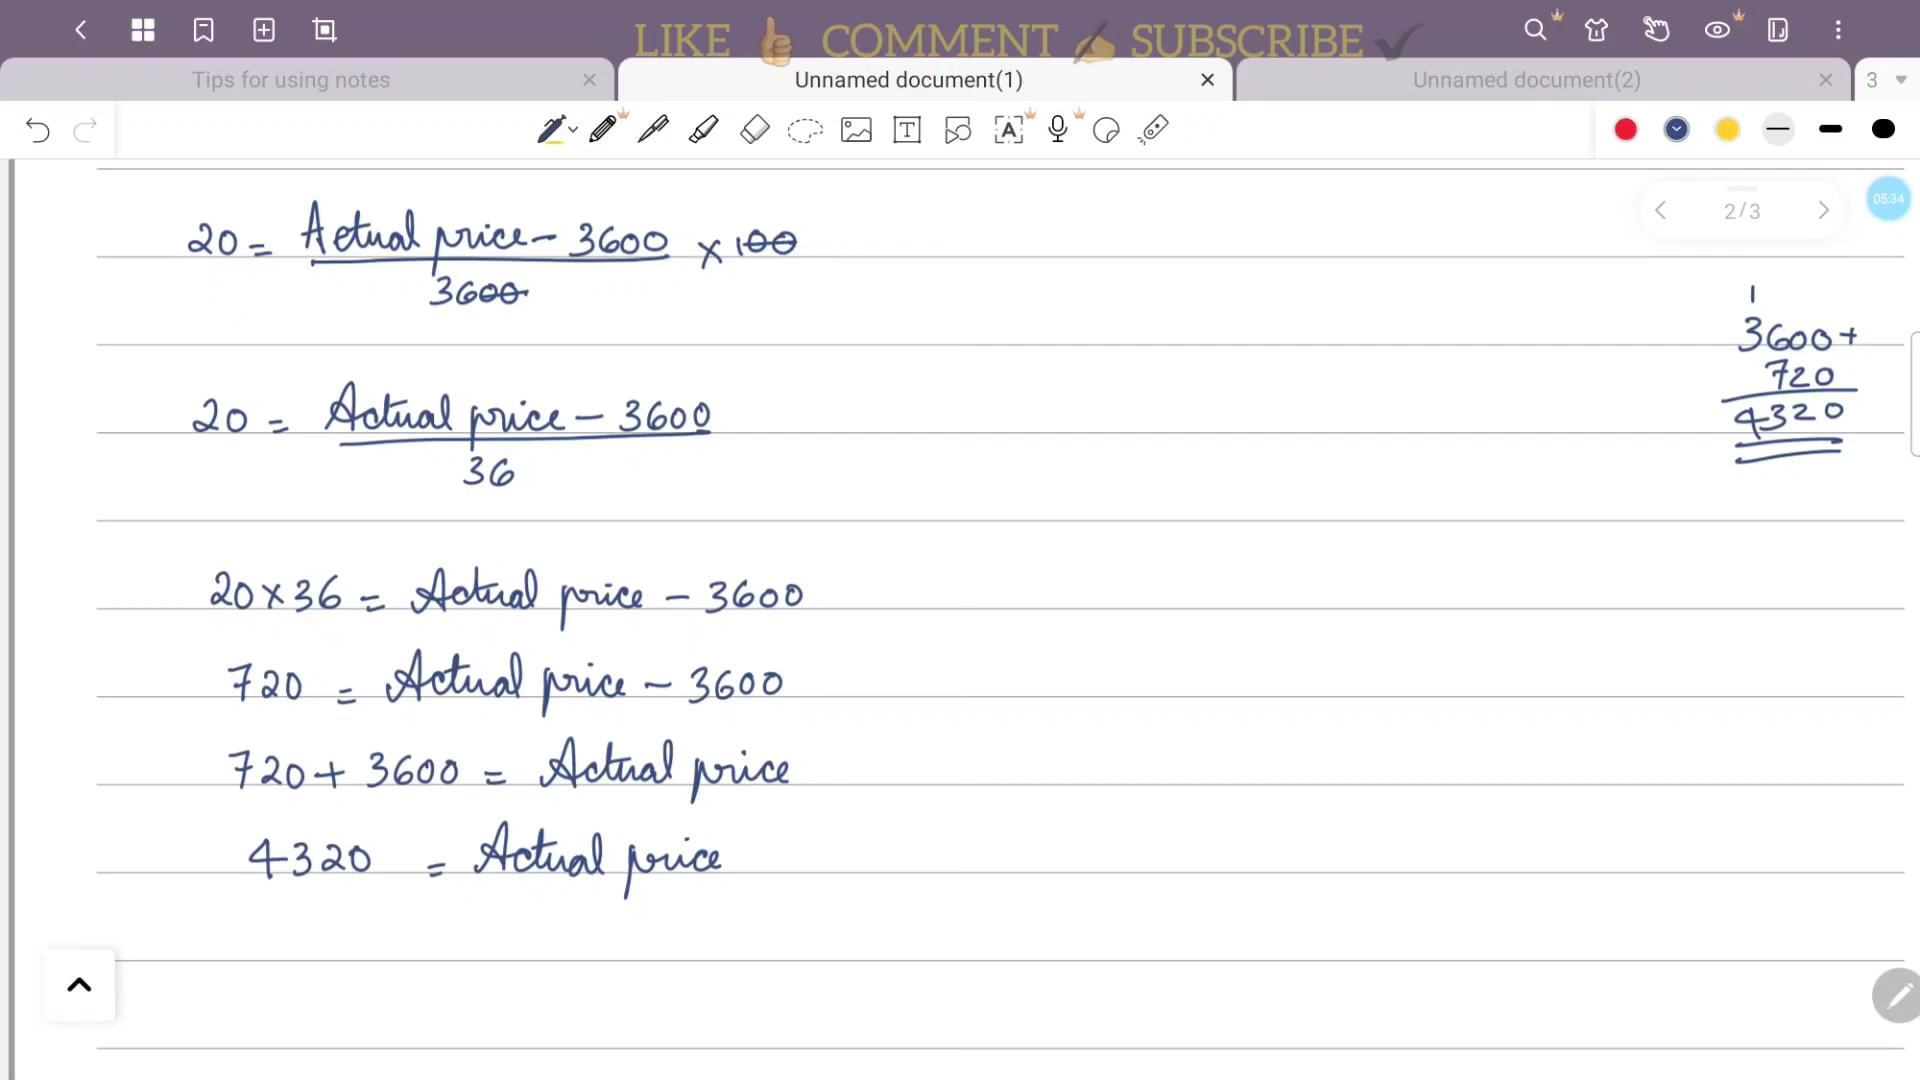 LIKE 👍 COMMENT ✍ SUBSCRIBE ✔
Tips for using notes
Unnamed document(1)
Unnamed document(2)
3
2/3
05:34
20 = Actual price - 3600 × 100
3600
20 = Actual price - 3600
36
20 × 36 = Actual price - 3600
720 = Actual price - 3600
720 + 3600 = Actual price
4320 = Actual price
1
3600+
720
4320